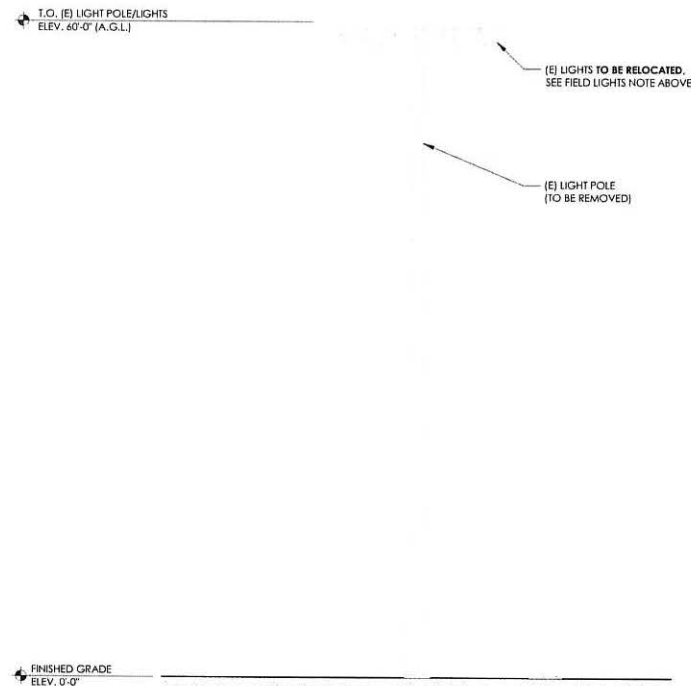 T.O. (E) LIGHT POLE/LIGHTS
ELEV. 60'-0" (A.G.L.)
(E) LIGHTS TO BE RELOCATED.
SEE FIELD LIGHTS NOTE ABOVE
(E) LIGHT POLE
(TO BE REMOVED)
FINISHED GRADE
ELEV. 0'-0"